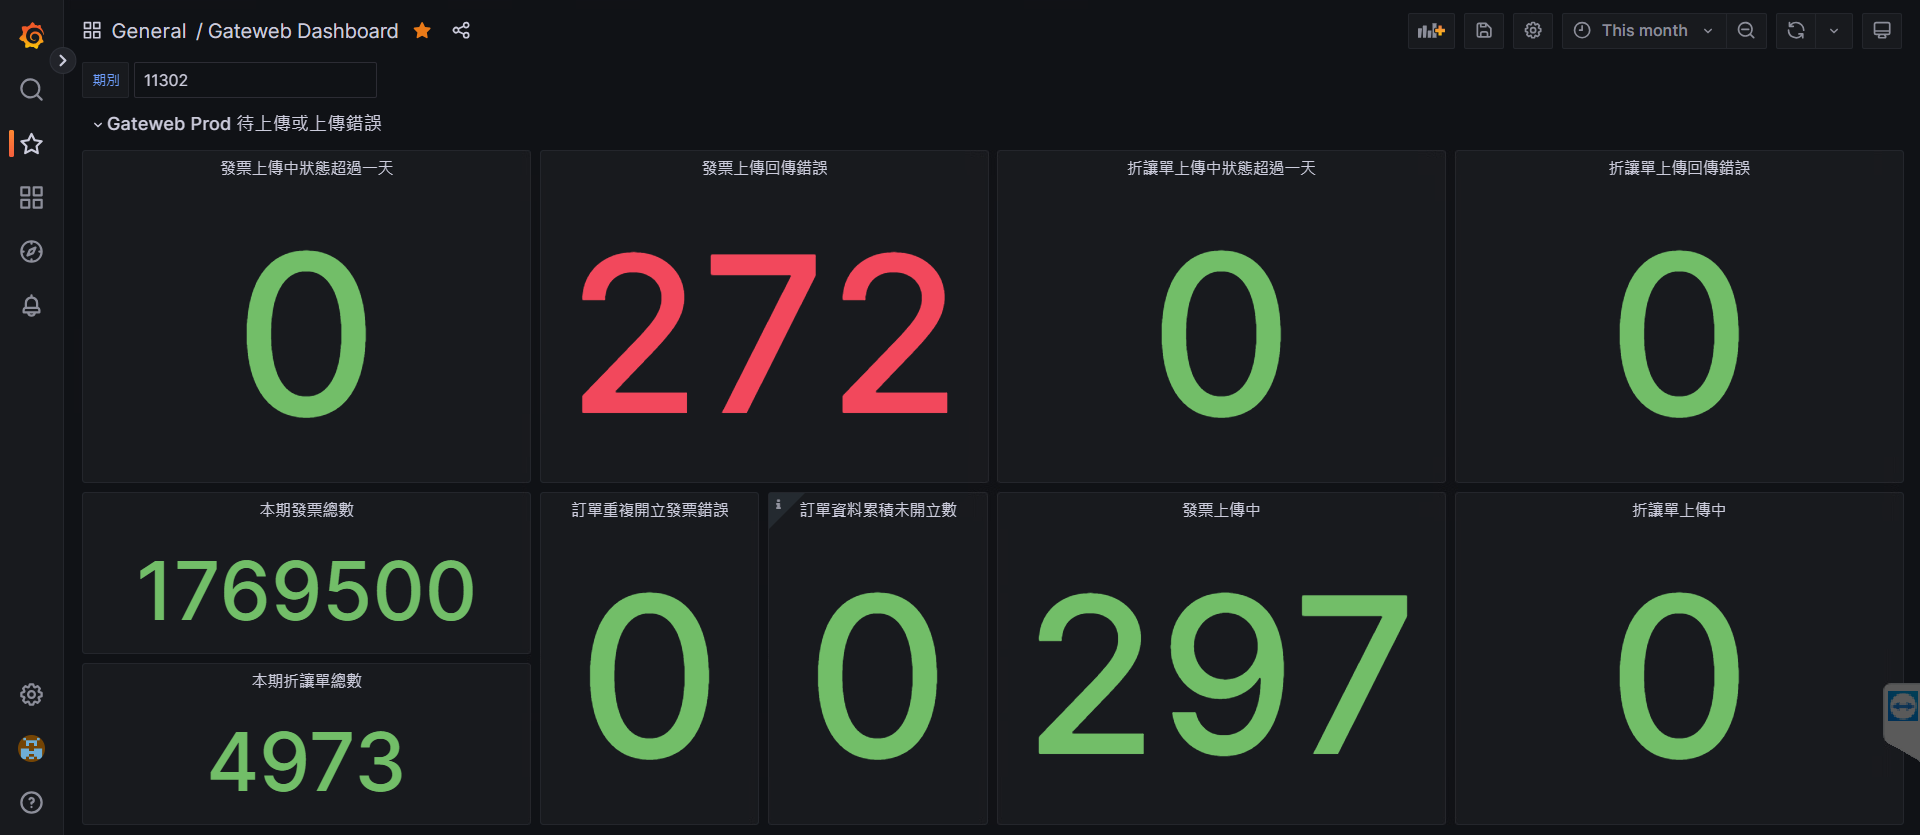 General / Gateweb Dashboard
This month
期別 11302
Gateweb Prod 待上傳或上傳錯誤
發票上傳中狀態超過一天
0
發票上傳回傳錯誤
272
折讓單上傳中狀態超過一天
0
折讓單上傳回傳錯誤
0
本期發票總數
1769500
本期折讓單總數
4973
訂單重複開立發票錯誤
0
訂單資料累積未開立數
0
發票上傳中
297
折讓單上傳中
0